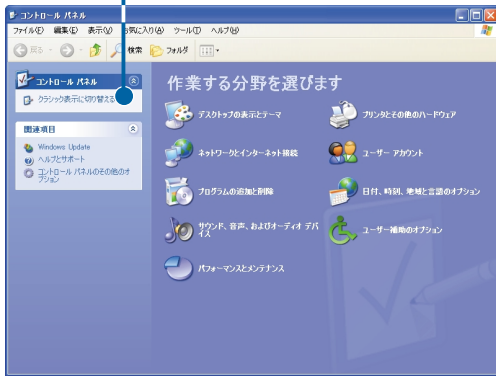 コントロール パネル
ファイル(F) 編集(E) 表示(V) お気に入り(A) ツール(T) ヘルプ(H)
戻る 検索 フォルダ
コントロール パネル
クラシック表示に切り替える
関連項目
Windows Update
ヘルプとサポート
コントロール パネルのその他のオ
プション
作業する分野を選びます
デスクトップの表示とテーマ
プリンタとその他のハードウェア
ネットワークとインターネット接続
ユーザー アカウント
プログラムの追加と削除
日付、時刻、地域と言語のオプション
サウンド、音声、およびオーディオ デバ
イス
ユーザー補助のオプション
パフォーマンスとメンテナンス